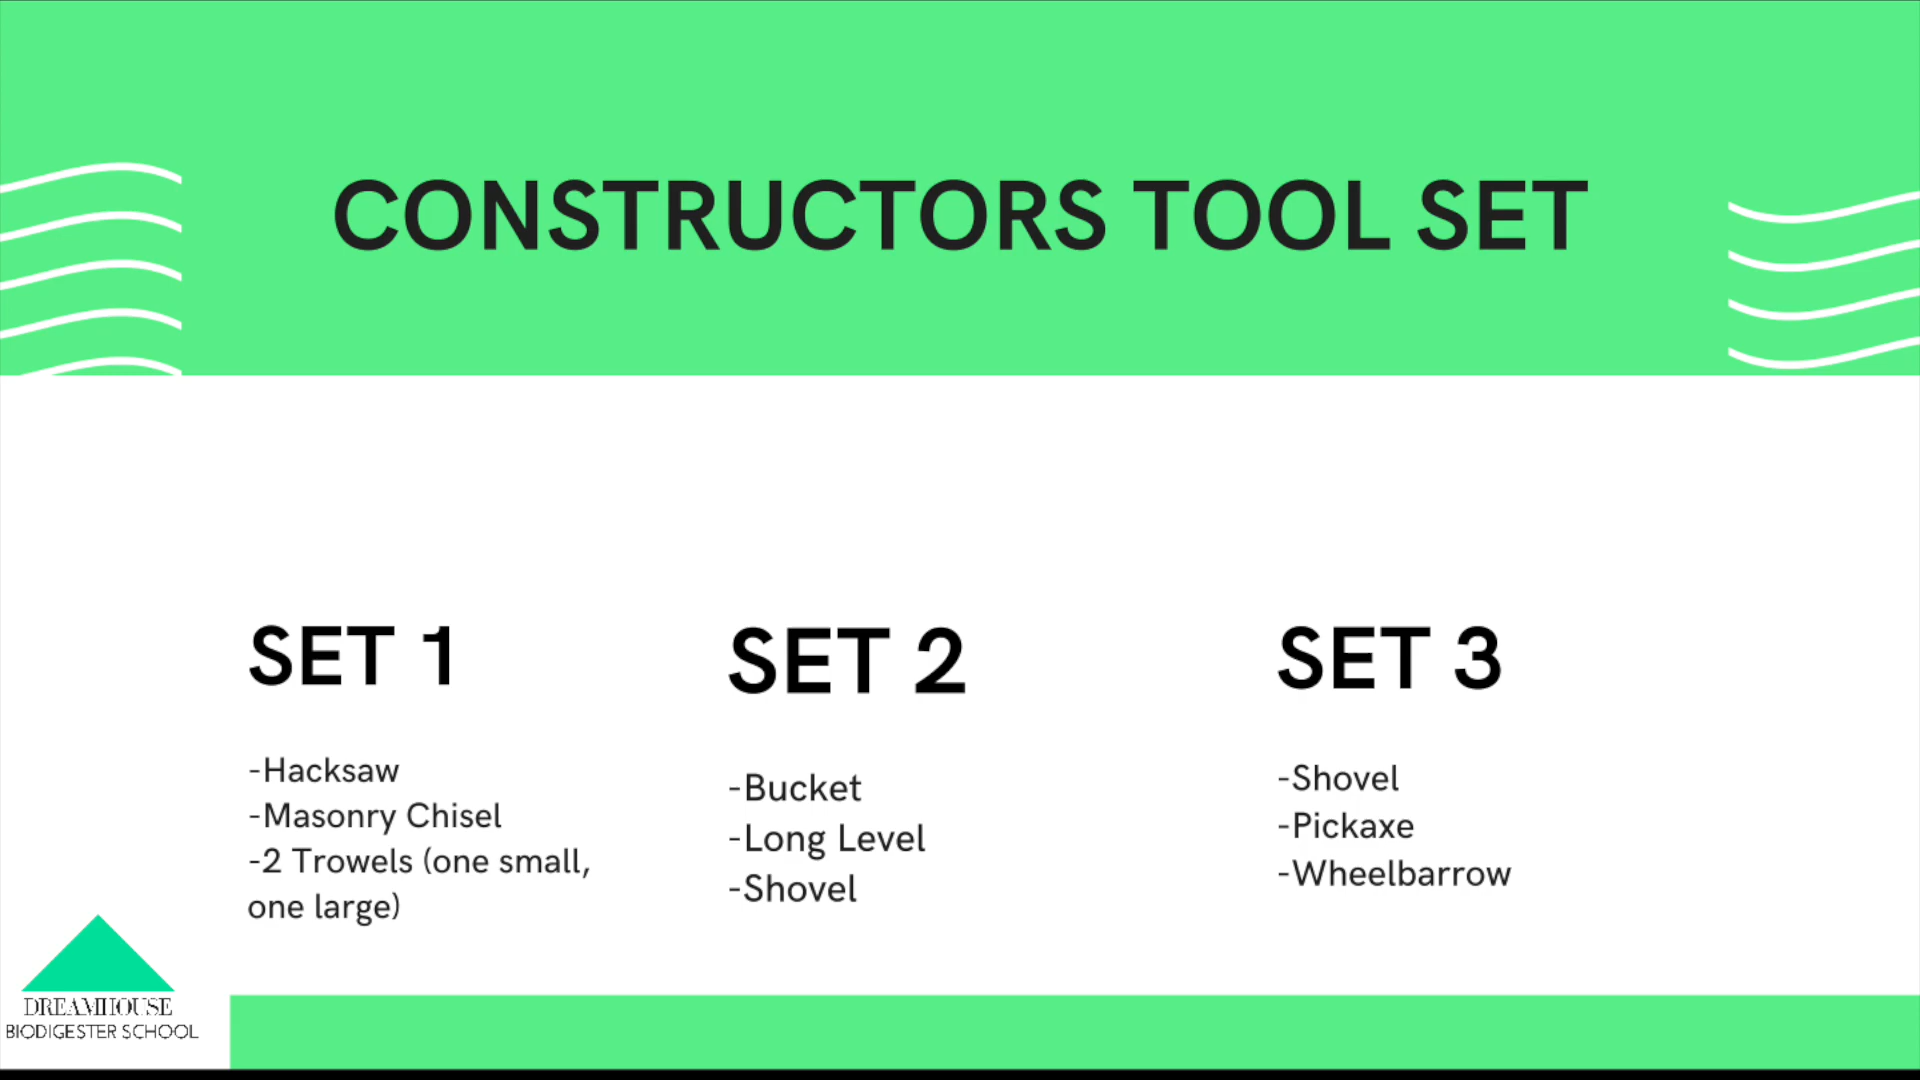 CONSTRUCTORS TOOL SET
SET 1
-Hacksaw
-Masonry Chisel
-2 Trowels (one small,
one large)
SET 2
-Bucket
-Long Level
-Shovel
SET 3
-Shovel
-Pickaxe
-Wheelbarrow
DREAMHOUSE
BIODIGESTER SCHOOL